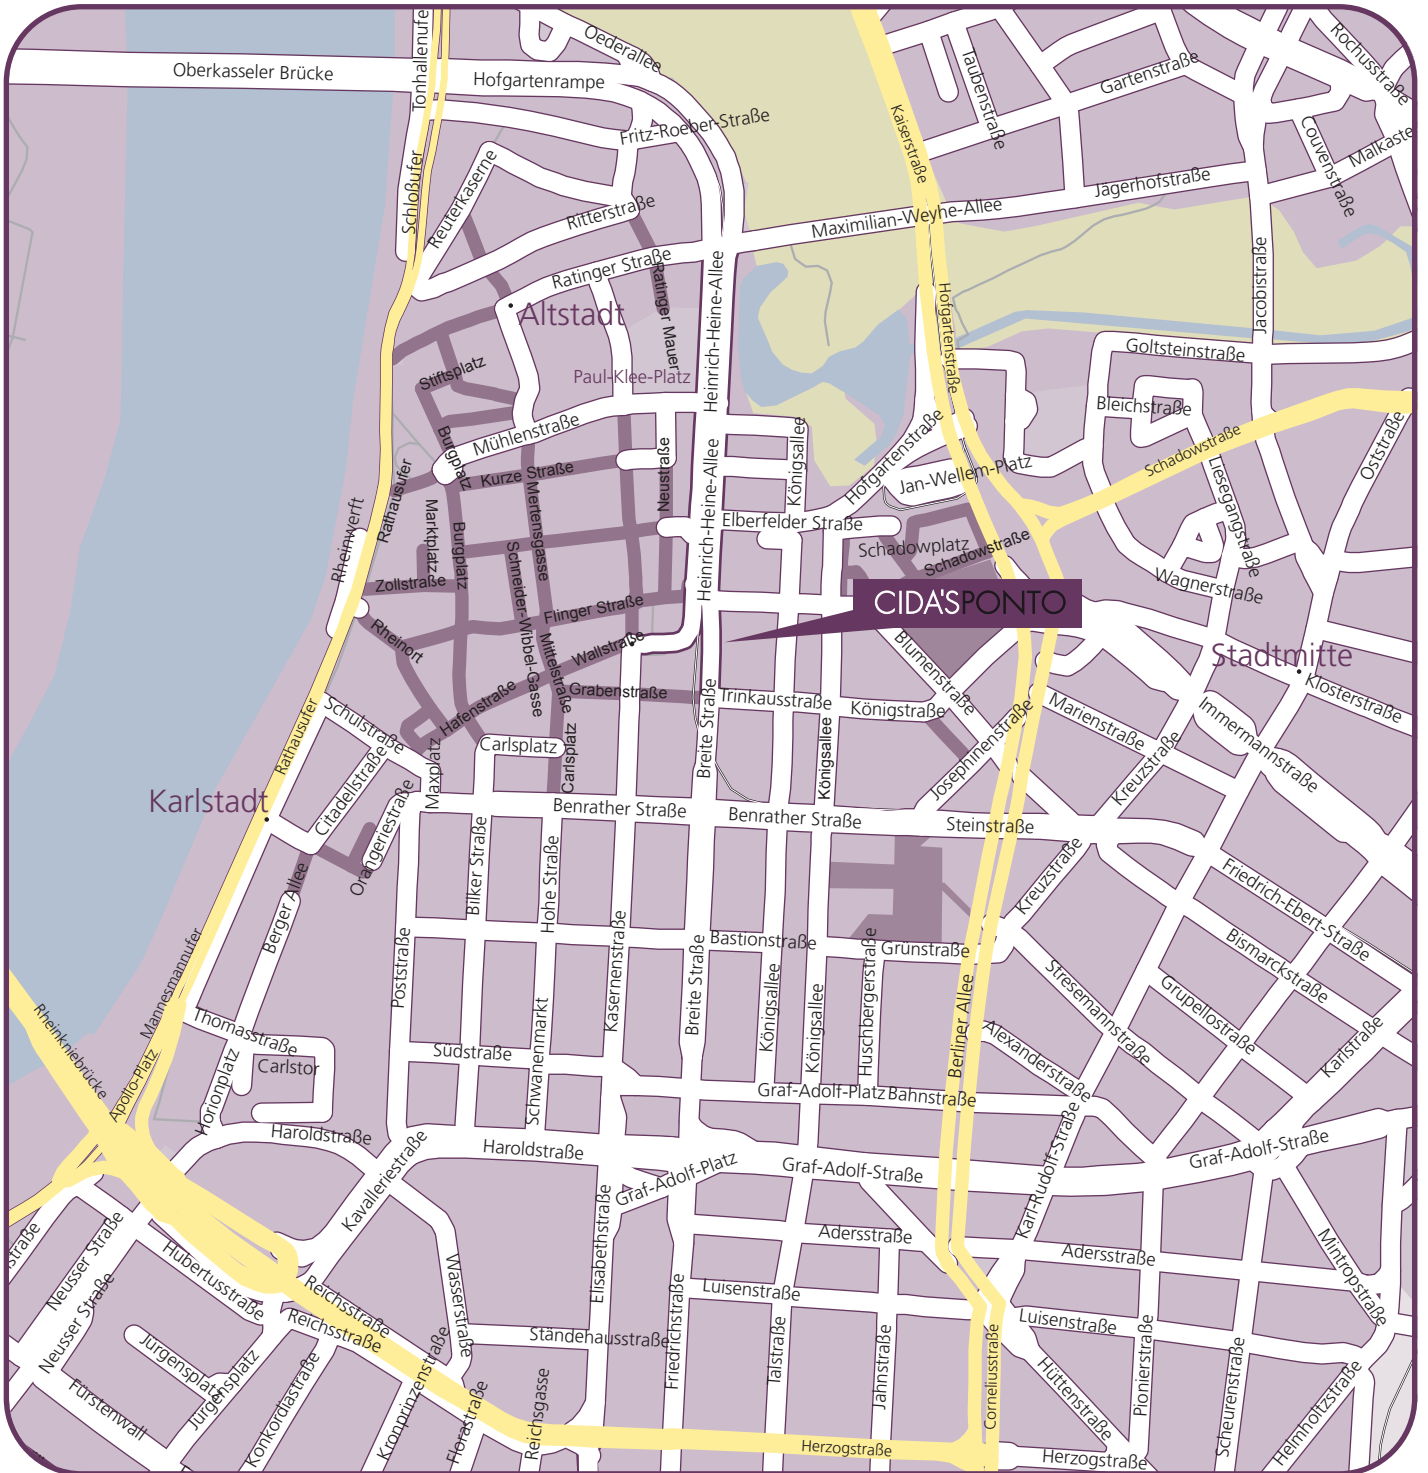 Oberkasseler Brücke
Tonhallenufe
Hofgartenrampe
Oederallee
Fritz-Roeber-Straße
Kaiserstraße
Taubenstraße
Gartenstraße
Rochusstraße
Couvenstraße
Malkaste
Jägerhofstraße
Maximilian-Weyhe-Allee
Schloßufer
Reuterkaserne
Ritterstraße
Ratinger Straße
Ratinger Mauer
Heinrich-Heine-Allee
Hofgartenstraße
Jacobistraße
Altstadt
Goltsteinstraße
Stiftsplatz
Paul-Klee-Platz
Bleichstraße
Schadowstraße
Oststraße
Mühlenstraße
Burgplatz
Kurze Straße
Neustraße
Heinrich-Heine-Allee
Königsallee
Hofgartenstraße
Jan-Wellem-Platz
Liesegangstraße
Rathausufer
Rheinwerft
Marktplatz
Burgplatz
Mertensgasse
Elberfelder Straße
Schadowplatz
Schadowstraße
Wagnerstraße
Zollstraße
Schneider-Wibbel-Gasse
Flinger Straße
CIDA'SPONTO
Rheinort
Mittelstraße
Wallstraße
Blumenstraße
Stadtmitte
Klosterstraße
Grabenstraße
Hafenstraße
Trinkausstraße
Königstraße
Marienstraße
Immermannstraße
Rathausufer
Schulstraße
Maxplatz
Carlsplatz
Carlsplatz
Breite Straße
Königsallee
Josephinenstraße
Kreuzstraße
Karlstadt
Citadellstraße
Orangeriestraße
Benrather Straße
Benrather Straße
Steinstraße
Berger Allee
Bilker Straße
Hohe Straße
Kreuzstraße
Friedrich-Ebert-Straße
Mannesmannufer
Poststraße
Kasernenstraße
Breite Straße
Bastionstraße
Königsallee
Königsallee
Huschbergerstraße
Grünstraße
Berliner Allee
Bismarckstraße
Stresemannstraße
Grupellostraße
Karlstraße
Rheinkniebrücke
Apollo-Platz
Thomasstraße
Carlstor
Horionplatz
Südstraße
Schwanenmarkt
Graf-Adolf-Platz
Bahnstraße
Alexanderstraße
Karl-Rudolf-Straße
Haroldstraße
Kavalleriestraße
Haroldstraße
Graf-Adolf-Platz
Graf-Adolf-Straße
Graf-Adolf-Straße
straße
Neusser Straße
Neusser Straße
Hubertusstraße
Reichsstraße
Reichsstraße
Wasserstraße
Elisabethstraße
Adersstraße
Adersstraße
Mintropstraße
Luisenstraße
Luisenstraße
Ständehausstraße
Friedrichstraße
Talstraße
Jahnstraße
Corneliusstraße
Hüttenstraße
Pionierstraße
Scheurenstraße
Helmholtzstraße
Jürgensplatz
Jürgensplatz
Fürstenwall
Konkordiastraße
Kronprinzenstraße
Florastraße
Reichsgasse
Herzogstraße
Herzogstraße